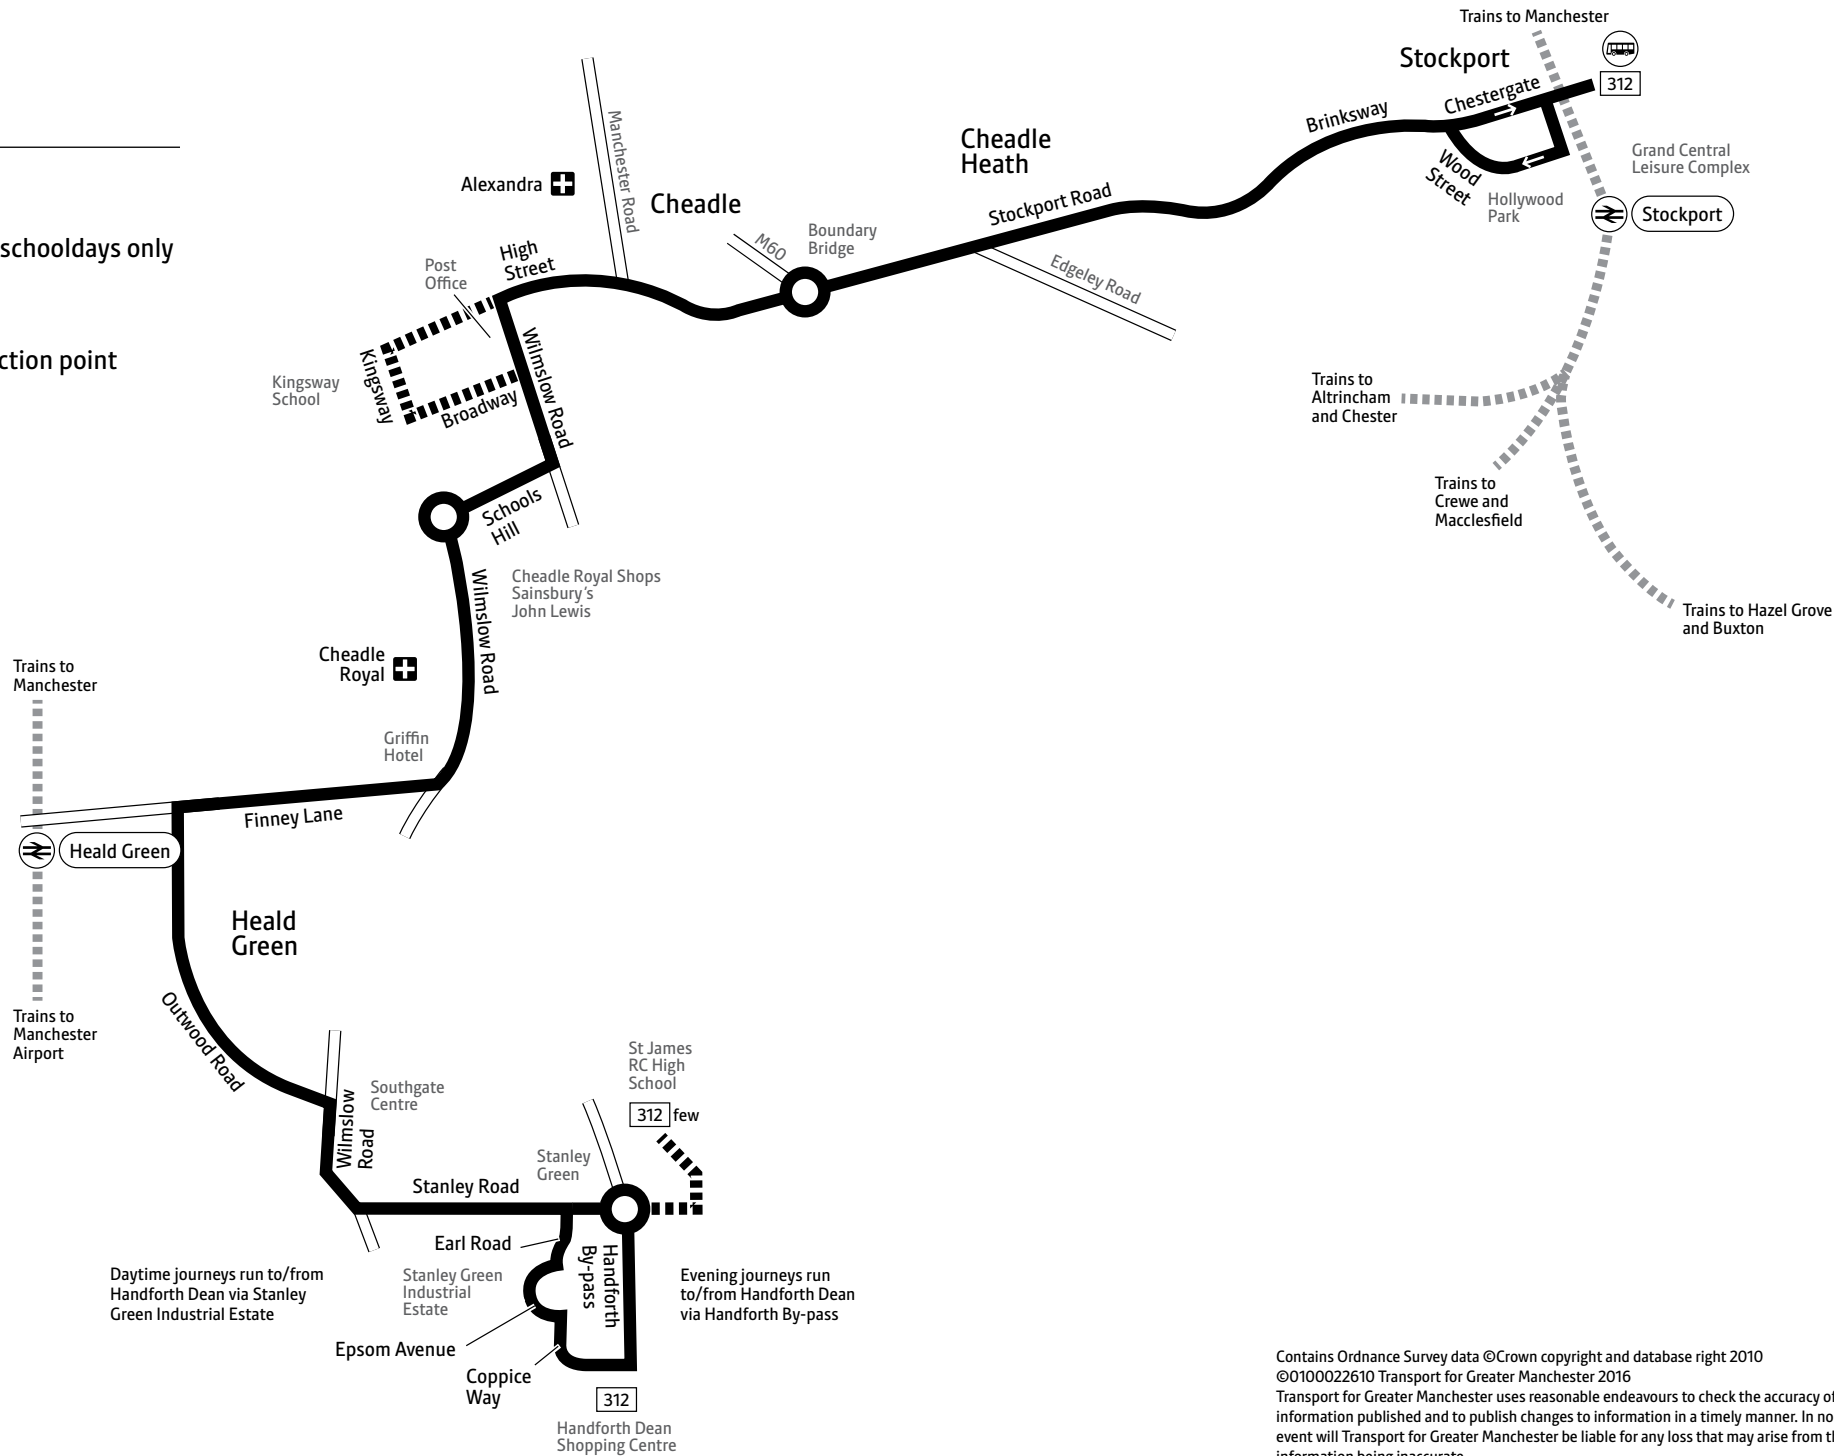 Trains to Manchester
Stockport
312
Chestergate
Brinksway
Wood
Street
Hollywood
Park
Grand Central
Leisure Complex
Stockport
Cheadle
Heath
Stockport Road
Edgeley Road
Manchester Road
Alexandra
Cheadle
M60
Boundary
Bridge
schooldays only
High
Street
Post
Office
ction point
Kingsway
School
Kingsway
Broadway
Wilmslow Road
Trains to
Altrincham
and Chester
Trains to
Crewe and
Macclesfield
Trains to Hazel Grove
and Buxton
Schools
Hill
Cheadle Royal Shops
Sainsbury's
John Lewis
Wilmslow Road
Cheadle
Royal
Griffin
Hotel
Trains to
Manchester
Finney Lane
Heald Green
Heald
Green
Trains to
Manchester
Airport
Outwood Road
Southgate
Centre
Wilmslow
Road
St James
RC High
School
312 few
Stanley
Green
Stanley Road
Earl Road
Handforth
By-pass
Stanley Green
Industrial
Estate
Daytime journeys run to/from
Handforth Dean via Stanley
Green Industrial Estate
Evening journeys run
to/from Handforth Dean
via Handforth By-pass
Epsom Avenue
Coppice
Way
312
Handforth Dean
Shopping Centre
Contains Ordnance Survey data ©Crown copyright and database right 2010
©0100022610 Transport for Greater Manchester 2016
Transport for Greater Manchester uses reasonable endeavours to check the accuracy of
information published and to publish changes to information in a timely manner. In no
event will Transport for Greater Manchester be liable for any loss that may arise from th
information being inaccurate